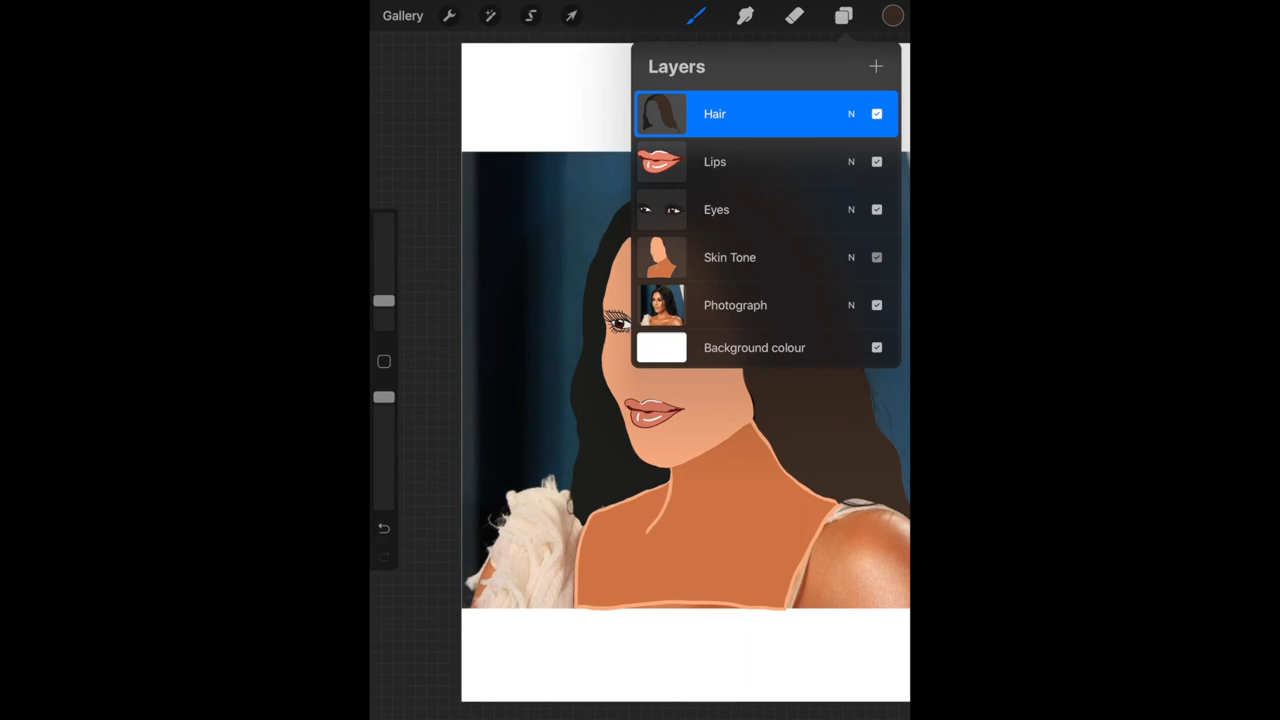 Gallery
Layers
Hair N
Lips N
Eyes N
Skin Tone N
Photograph N
Background colour